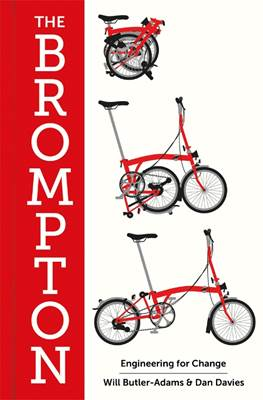 THE
BROMPTON
Engineering for Change
Will Butler-Adams & Dan Davies